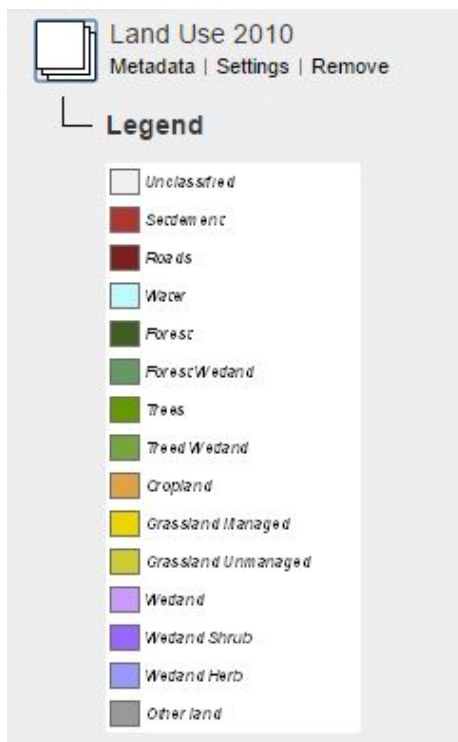 Land Use 2010
Metadata | Settings | Remove
Legend
Unclassified
Settlement
Roads
Water
Forest
Forest Wetland
Trees
Treed Wetland
Cropland
Grassland Managed
Grassland Unmanaged
Wetland
Wetland Shrub
Wetland Herb
Other land